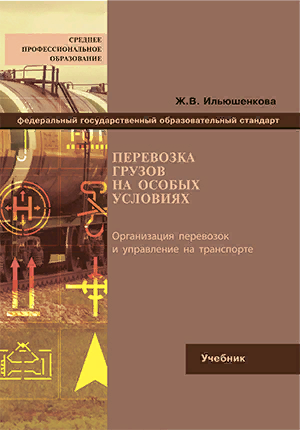 СРЕДНЕЕ
ПРОФЕССИОНАЛЬНОЕ
ОБРАЗОВАНИЕ
Ж.В. Ильюшенкова
федеральный государственный образовательный стандарт
ПЕРЕВОЗКА
ГРУЗОВ
НА ОСОБЫХ
УСЛОВИЯХ
Организация перевозок
и управление на транспорте
Учебник